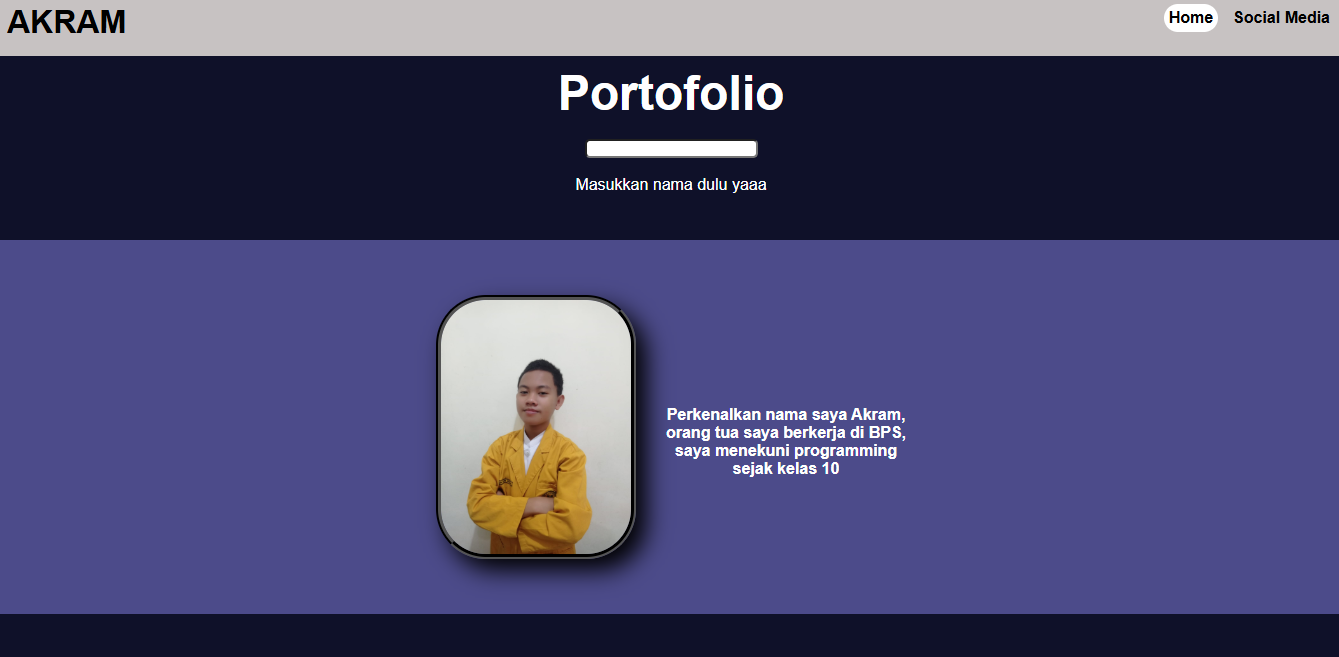 AKRAM
Home
Social Media
Portofolio
Masukkan nama dulu yaaa
Perkenalkan nama saya Akram,
orang tua saya berkerja di BPS,
saya menekuni programming
sejak kelas 10